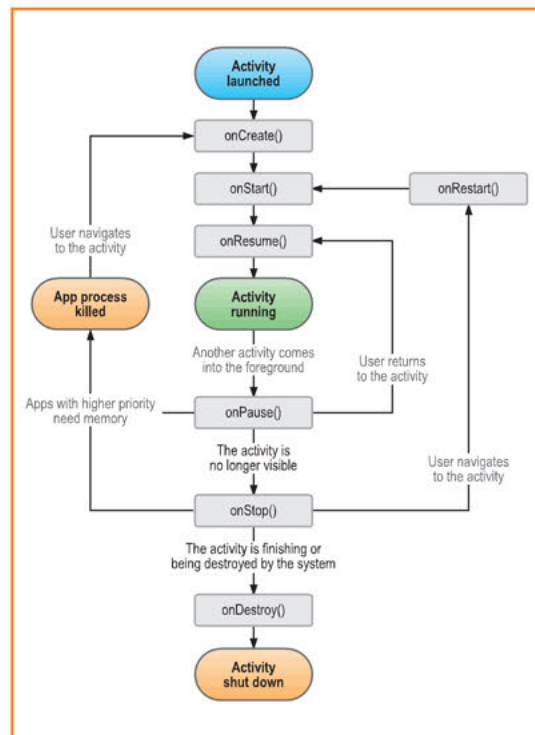 Activity
launched
onCreate()
onStart()
onRestart()
User navigates
to the activity
onResume()
App process
killed
Activity
running
Another activity comes
into the foreground
User returns
to the activity
Apps with higher priority
need memory
onPause()
The activity is
no longer visible
User navigates
to the activity
onStop()
The activity is finishing or
being destroyed by the system
onDestroy()
Activity
shut down